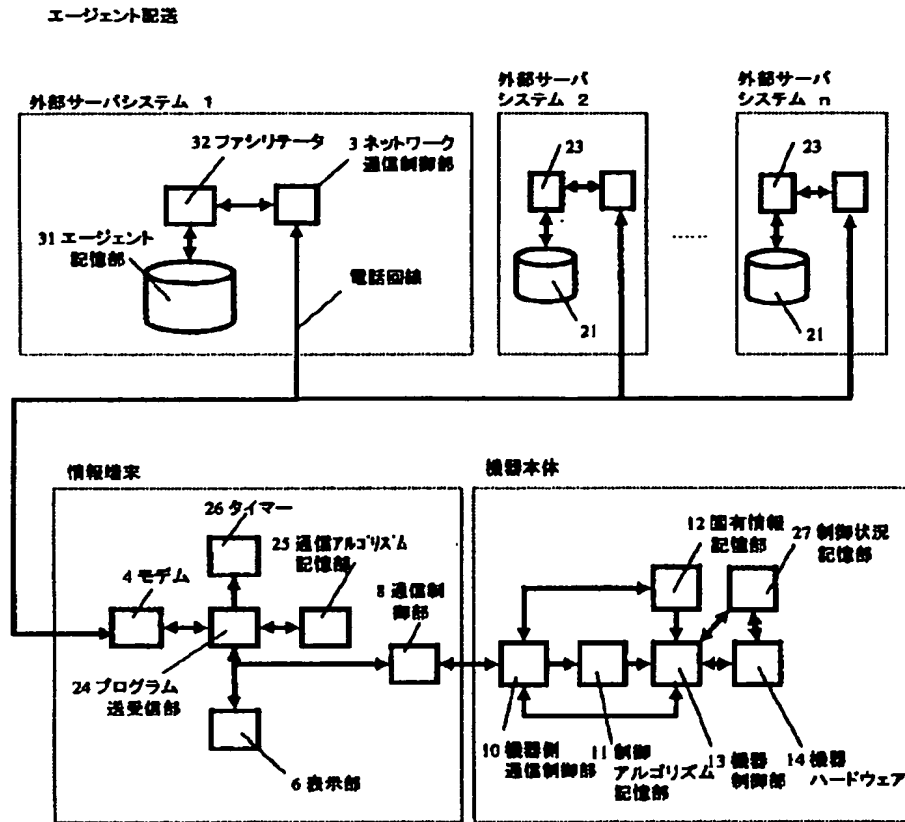 エージェント配送
外部サーバシステム 1
外部サーバ
システム 2
外部サーバ
システム n
32 ファシリテータ
3 ネットワーク
通信制御部
23
23
31 エージェント
記憶部
電話回線
……
21
21
情報端末
機器本体
26 タイマー
25 通信アルゴリズム
記憶部
12 固有情報
記憶部
27 制御状況
記憶部
4 モデム
8 通信制
御部
24 プログラム
送受信部
6 表示部
10 機器側
通信制御部
11 制御
アルゴリズム
記憶部
13 機器
制御部
14 機器
ハードウェア